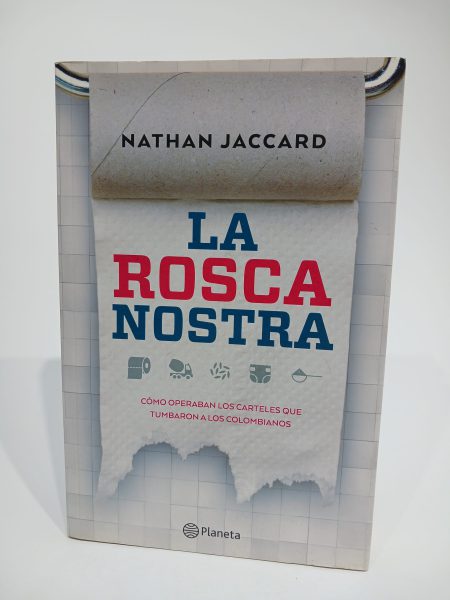 NATHAN JACCARD
LA
ROSCA
NOSTRA
CÓMO OPERABAN LOS CARTELES QUE
TUMBARON A LOS COLOMBIANOS
Planeta